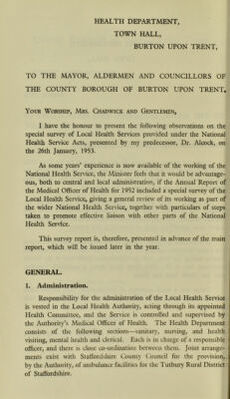 HEALTH DEPARTMENT,
TOWN HALL,
BURTON UPON TRENT,
TO THE MAYOR, ALDERMEN AND COUNCILLORS OF
THE COUNTY BOROUGH OF BURTON UPON TRENT.
YOUR WORSHIP, MRS. CHADWICK AND GENTLEMEN,
I have the honour to present the following observations on the
special survey of Local Health Services provided under the National
Health Service Acts, presented by my predecessor, Dr. Alcock, on
the 26th January, 1953.
As some years' experience is now available of the working of the
National Health Service, the Minister feels that it would be advantage-
ous, both to central and local administration, if the Annual Report of
the Medical Officer of Health for 1952 included a special survey of the
Local Health Service, giving a general review of its working as part of
the wider National Health Service, together with particulars of steps
taken to promote effective liaison with other parts of the National
Health Service.
This survey report is, therefore, presented in advance of the main
report, which will be issued later in the year.
GENERAL.
1. Administration.
Responsibility for the administration of the Local Health Service
is vested in the Local Health Authority, acting through its appointed
Health Committee, and the Service is controlled and supervised by
the Authority's Medical Officer of Health. The Health Department
consists of the following sections—sanitary, nursing, and health
visiting, mental health and clerical. Each is in charge of a responsible
officer, and there is close co-ordination between them. Joint arrange-
ments exist with Staffordshire County Council for the provision,
by the Authority, of ambulance facilities for the Tutbury Rural District
of Staffordshire.